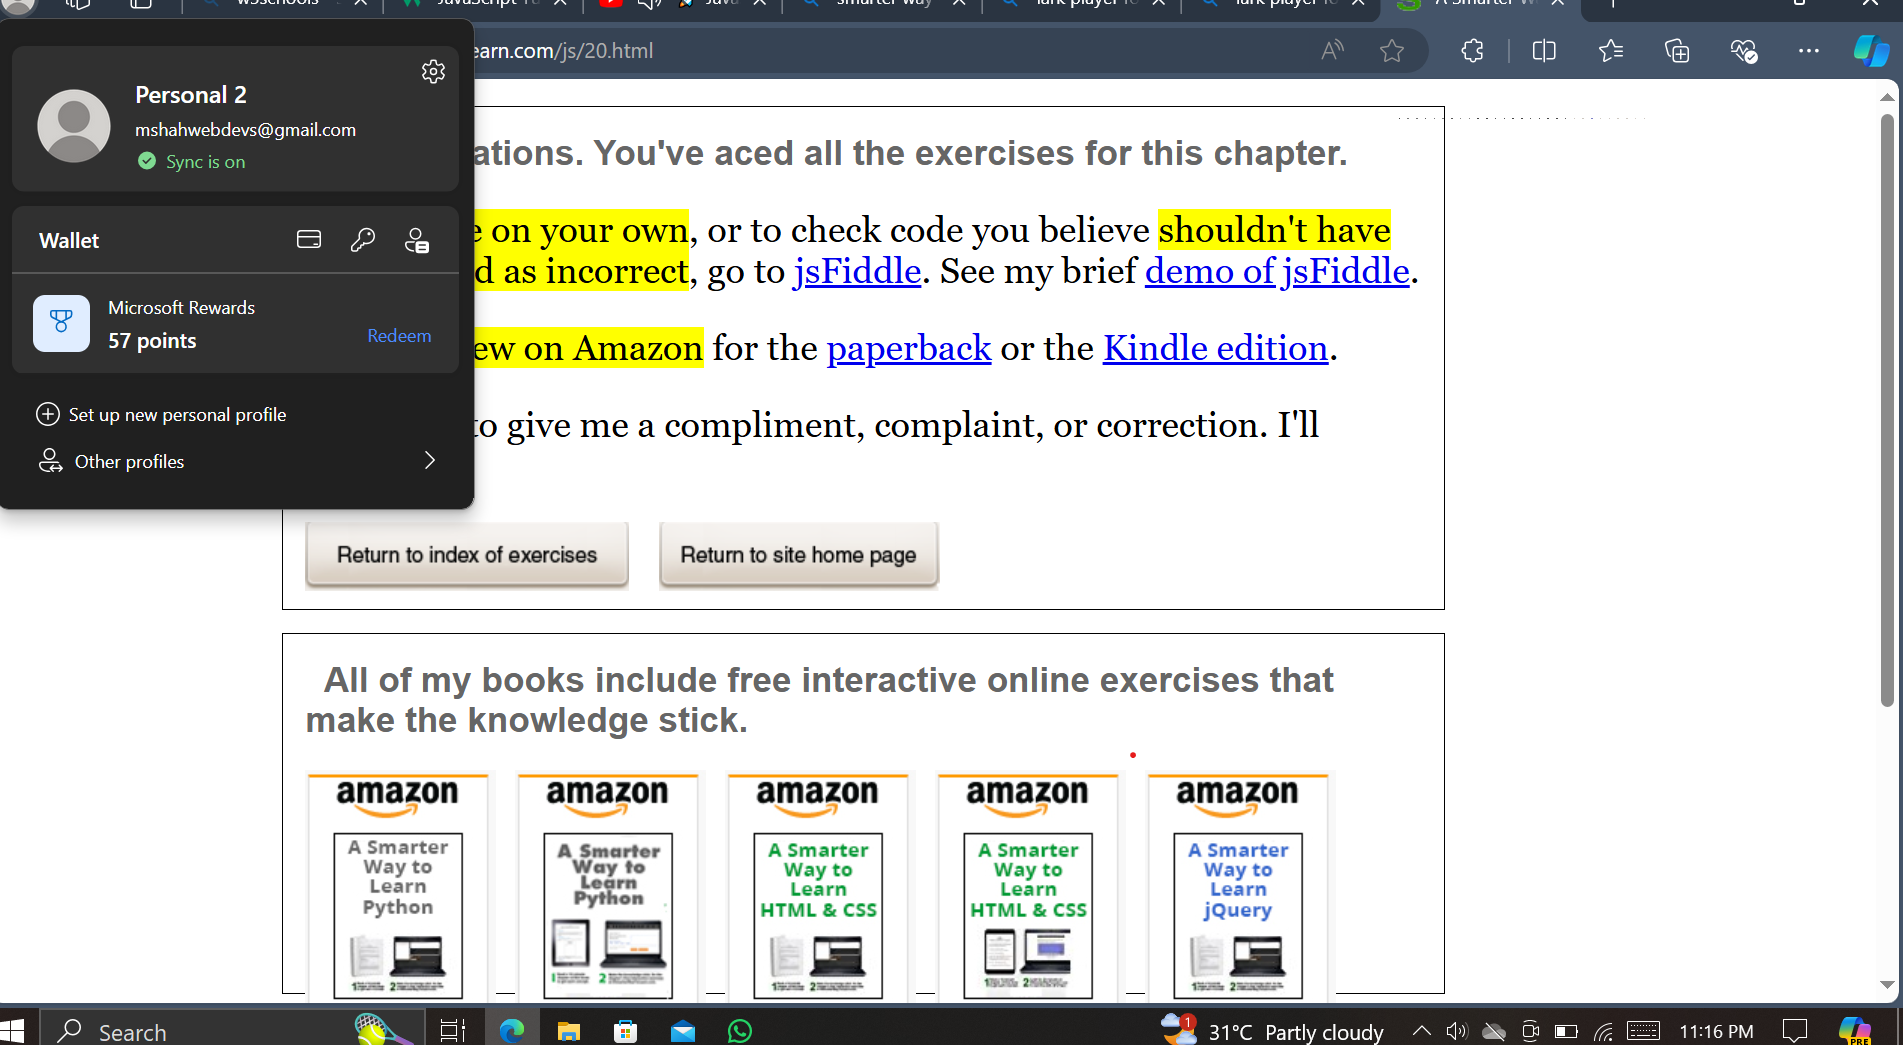 w3schools
JavaScript
Java
smarter way
A Smarter W
earn.com/js/20.html
Personal 2
mshahwebdevs@gmail.com
Sync is on
Wallet
Microsoft Rewards
57 points
Redeem
Set up new personal profile
Other profiles
ations. You've aced all the exercises for this chapter.
e on your own, or to check code you believe shouldn't have
d as incorrect, go to jsFiddle. See my brief demo of jsFiddle.
ew on Amazon for the paperback or the Kindle edition.
to give me a compliment, complaint, or correction. I'll
Return to index of exercises
Return to site home page
All of my books include free interactive online exercises that
make the knowledge stick.
amazon
A Smarter
Way to
Learn
Python
amazon
A Smarter
Way to
Learn
Python
amazon
A Smarter
Way to
Learn
HTML & CSS
amazon
A Smarter
Way to
Learn
HTML & CSS
amazon
A Smarter
Way to
Learn
jQuery
Search
1
31°C Partly cloudy
11:16 PM
PRE